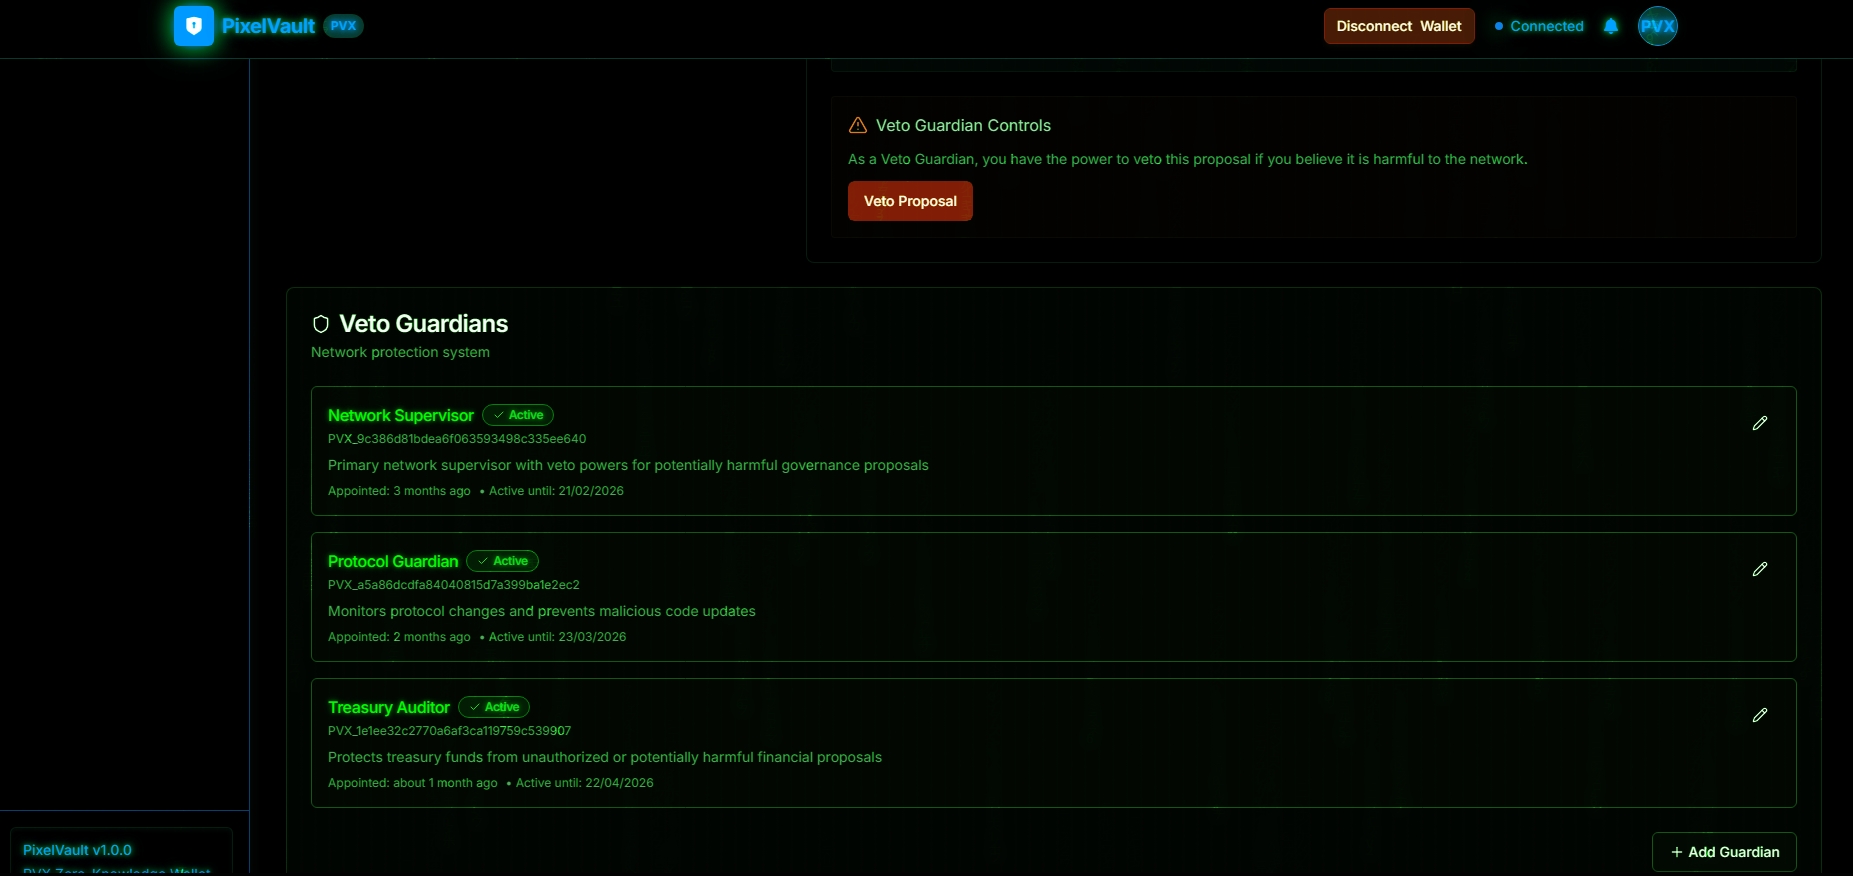 PixelVault PVX
Disconnect Wallet
Connected
PVX
Veto Guardian Controls
As a Veto Guardian, you have the power to veto this proposal if you believe it is harmful to the network.
Veto Proposal
Veto Guardians
Network protection system
Network Supervisor Active
PVX_9c386d81bdea6f063593498c335ee640
Primary network supervisor with veto powers for potentially harmful governance proposals
Appointed: 3 months ago • Active until: 21/02/2026
Protocol Guardian Active
PVX_a5a86dcdfa84040815d7a399ba1e2ec2
Monitors protocol changes and prevents malicious code updates
Appointed: 2 months ago • Active until: 23/03/2026
Treasury Auditor Active
PVX_1e1ee32c2770a6af3ca119759c539907
Protects treasury funds from unauthorized or potentially harmful financial proposals
Appointed: about 1 month ago • Active until: 22/04/2026
+ Add Guardian
PixelVault v1.0.0
PVX Zero-Knowledge Wallet